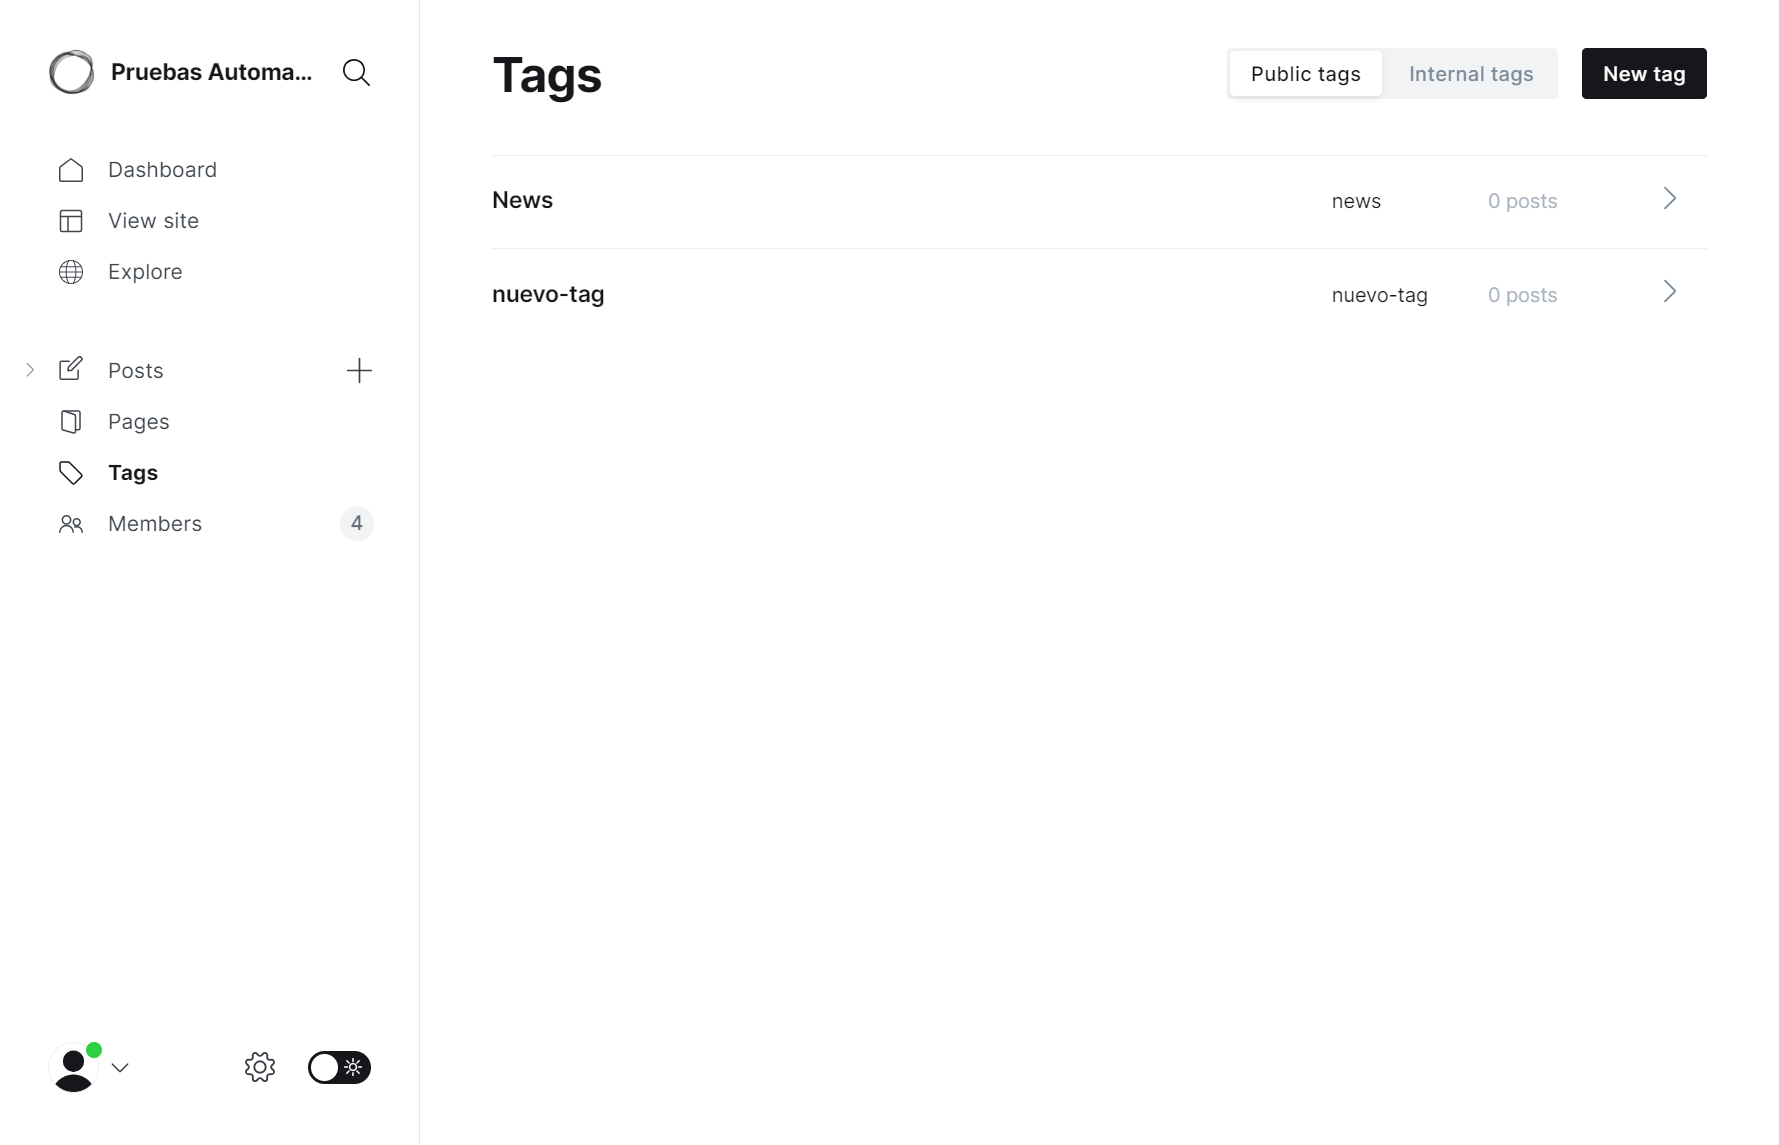 Pruebas Automa...
Dashboard
View site
Explore
Posts
Pages
Tags
Members 4
Tags
Public tags Internal tags New tag
News news 0 posts
nuevo-tag nuevo-tag 0 posts